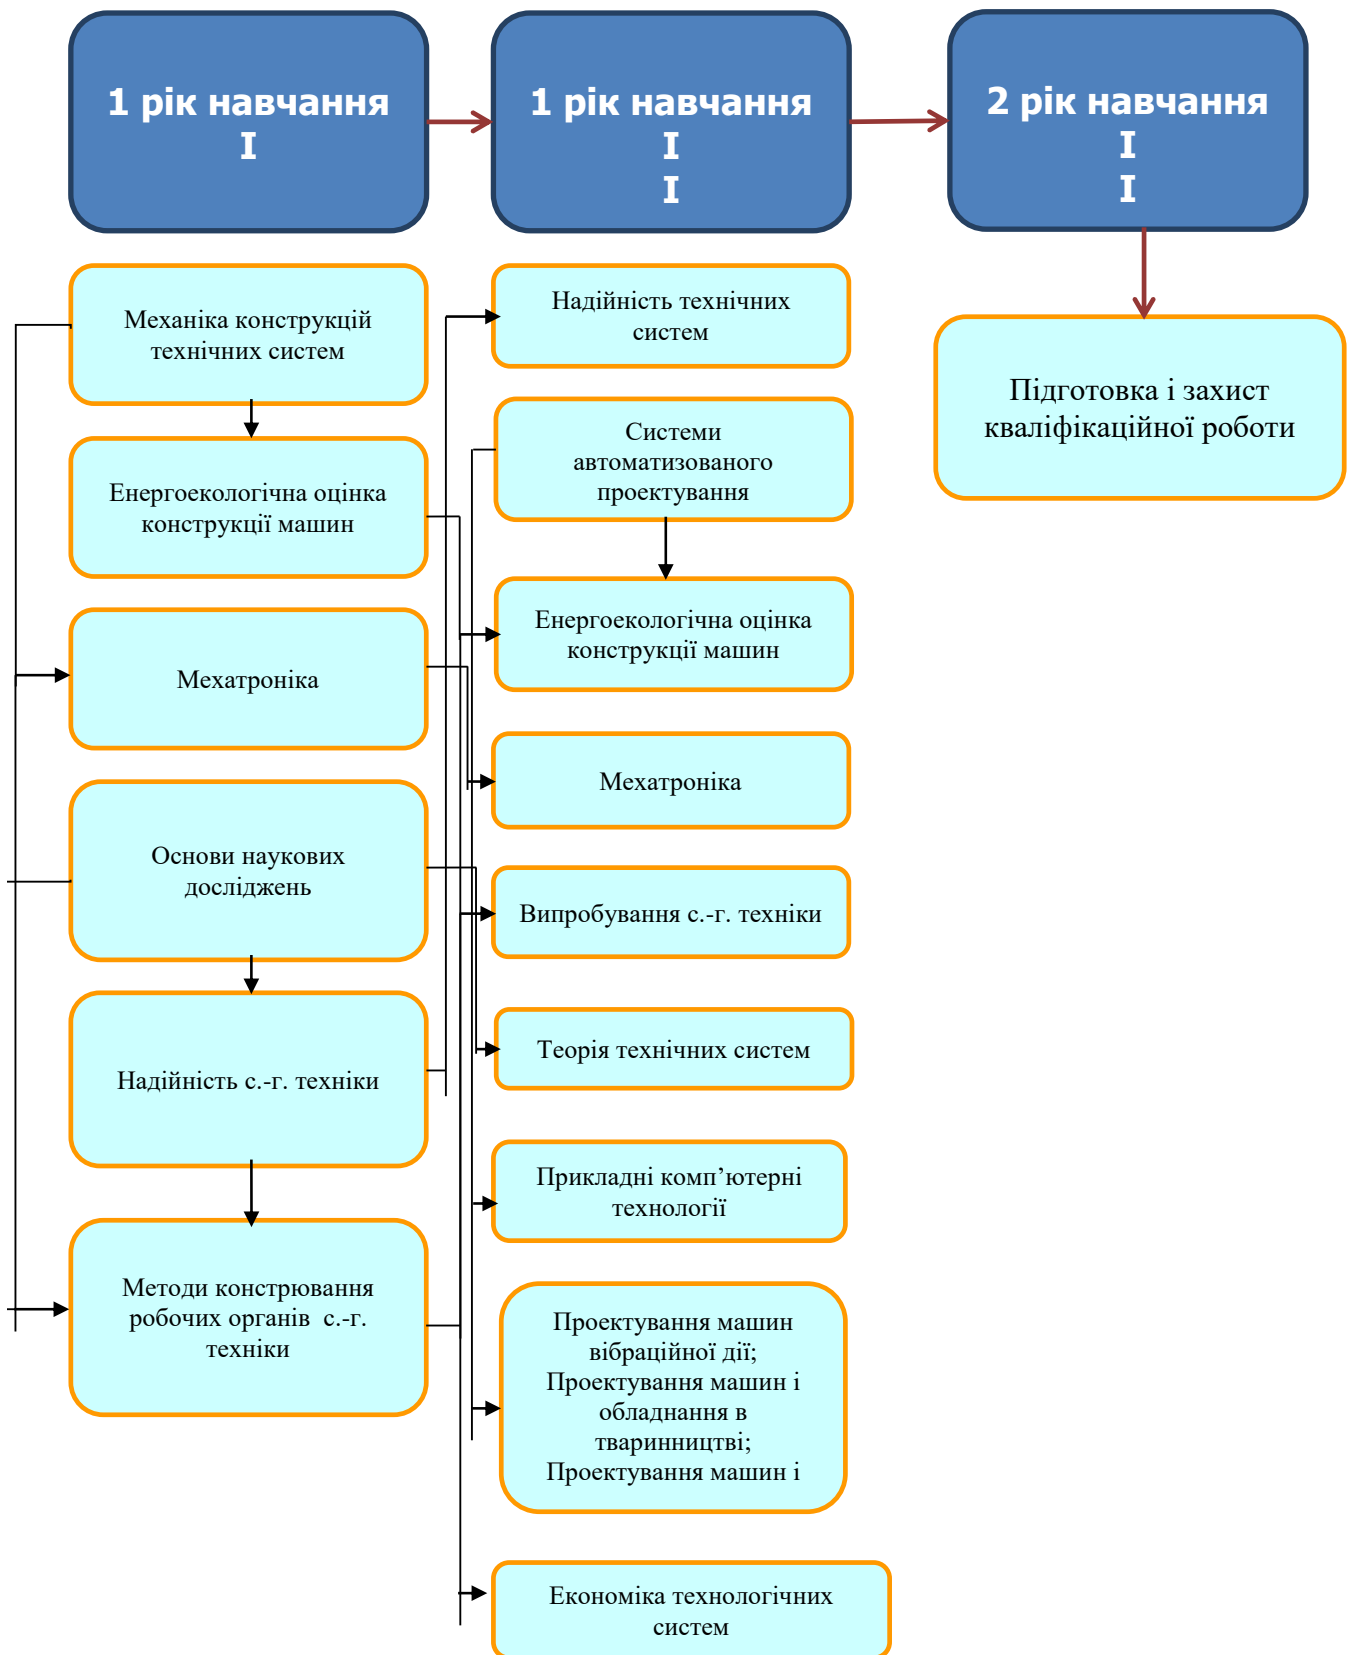 1 рік навчання
I
1 рік навчання
I
I
2 рік навчання
I
I
Механіка конструкцій
технічних систем
Енергоекологічна оцінка
конструкції машин
Мехатроніка
Основи наукових
досліджень
Надійність с.-г. техніки
Методи констрювання
робочих органів с.-г.
техніки
Надійність технічних
систем
Системи
автоматизованого
проектування
Енергоекологічна оцінка
конструкції машин
Мехатроніка
Випробування с.-г. техніки
Теорія технічних систем
Прикладні комп’ютерні
технології
Проектування машин
вібраційної дії;
Проектування машин і
обладнання в
тваринництві;
Проектування машин і
Економіка технологічних
систем
Підготовка і захист
кваліфікаційної роботи